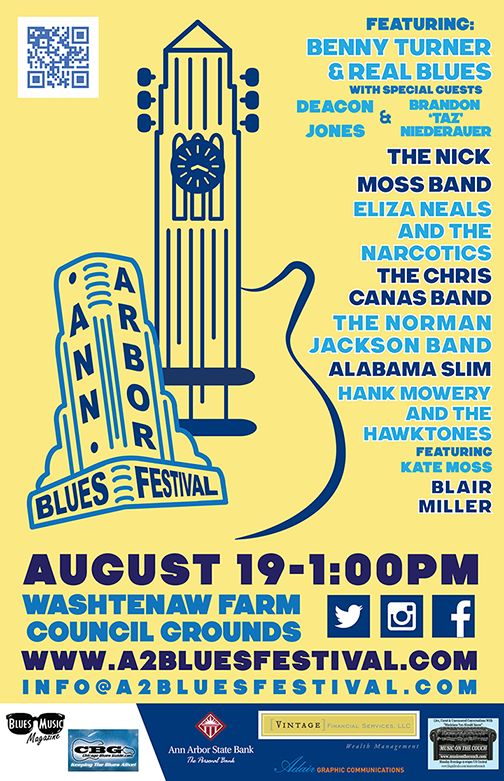 FEATURING:
BENNY TURNER
& REAL BLUES
WITH SPECIAL GUESTS
DEACON
JONES
&
BRANDON
'TAZ'
NIEDERAUER
THE NICK
MOSS BAND
ELIZA NEALS
AND THE
NARCOTICS
THE CHRIS
CANAS BAND
THE NORMAN
JACKSON BAND
ALABAMA SLIM
HANK MOWERY
AND THE
HAWKTONES
FEATURING
KATE MOSS
BLAIR
MILLER
• ANN •
ARBOR
BLUES FESTIVAL
AUGUST 19-1:00PM
WASHTENAW FARM
COUNCIL GROUNDS
WWW.A2BLUESFESTIVAL.COM
INFO@A2BLUESFESTIVAL.COM
BLUES MUSIC
Magazine
CBG
Chicago Blues Guide
Keeping The Blues Alive!
Ann Arbor State Bank
The Personal Bank
VINTAGE FINANCIAL SERVICES, LLC
Wealth Management
Adair GRAPHIC COMMUNICATIONS
MUSIC ON THE COUCH